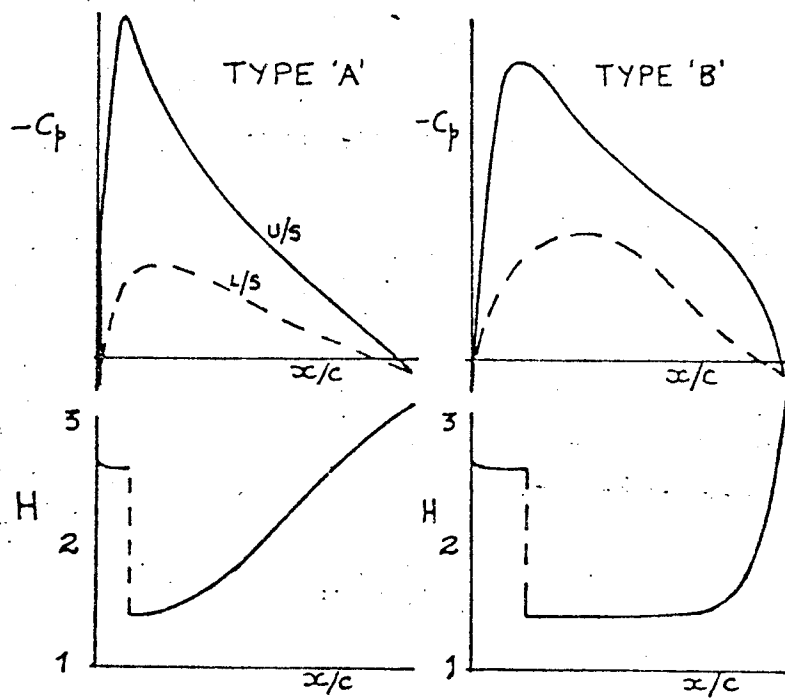 TYPE 'A'
TYPE 'B'
-Cp
-Cp
U/S
L/S
x/c
x/c
3
3
H
H
2
2
1
1
x/c
x/c